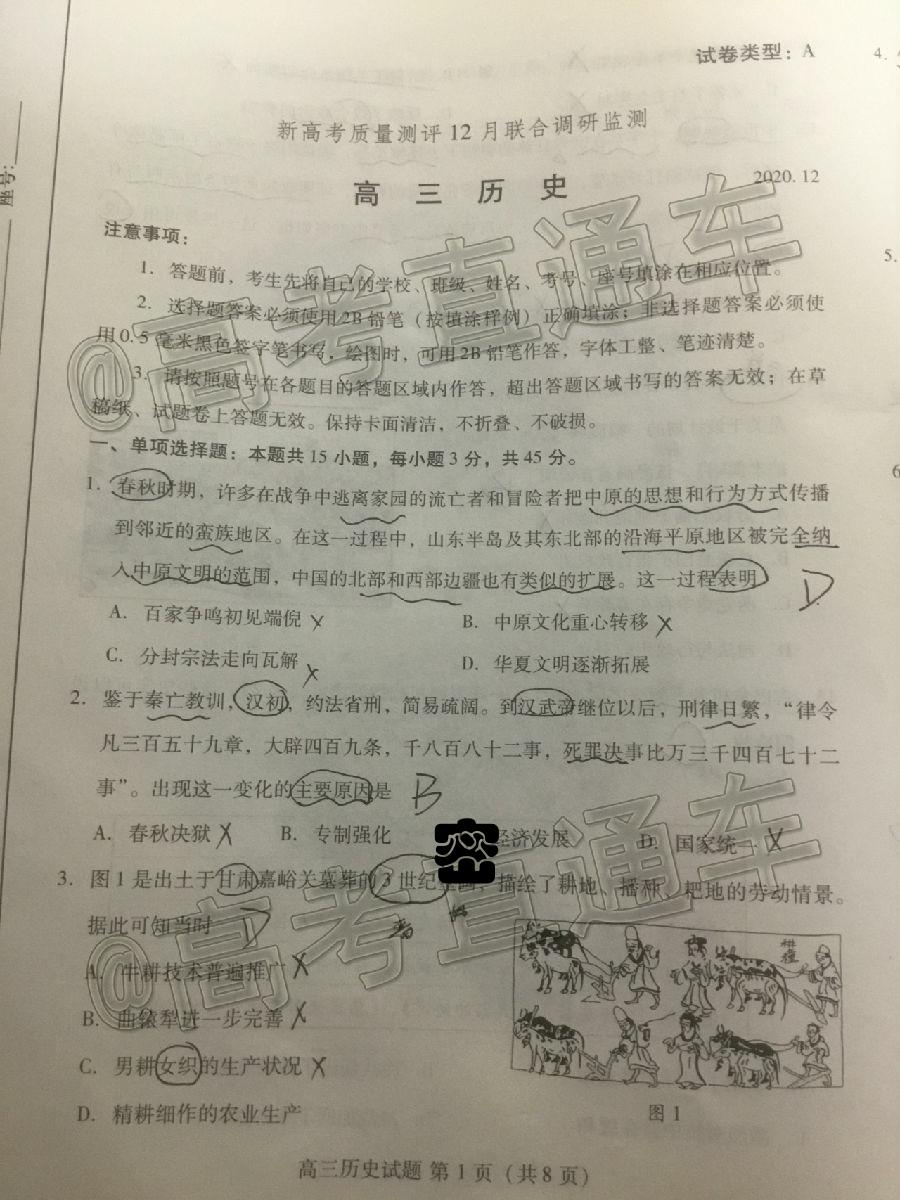 试卷类型：A
新高考质量测评12月联合调研监测
2020.12
高三历史
座号:
注意事项：
1. 答题前，考生先将自己的学校、班级、姓名、考号、座号填涂在相应位置。
2. 选择题答案必须使用2B铅笔（按填涂样例）正确填涂；非选择题答案必须使
用0.5毫米黑色签字笔书写，绘图时，可用2B铅笔作答，字体工整、笔迹清楚。
3. 请按照题号在各题目的答题区域内作答，超出答题区域书写的答案无效；在草
稿纸、试题卷上答题无效。保持卡面清洁，不折叠、不破损。
@高考直通车
一、单项选择题：本题共15小题，每小题3分，共45分。
1. 春秋时期，许多在战争中逃离家园的流亡者和冒险者把中原的思想和行为方式传播
到邻近的蛮族地区。在这一过程中，山东半岛及其东北部的沿海平原地区被完全纳
入中原文明的范围，中国的北部和西部边疆也有类似的扩展。这一过程表明 D
A. 百家争鸣初见端倪 B. 中原文化重心转移
C. 分封宗法走向瓦解 D. 华夏文明逐渐拓展
2. 鉴于秦亡教训，汉初，约法省刑，简易疏阔。到汉武帝继位以后，刑律日繁，“律令
凡三百五十九章，大辟四百九条，千八百八十二事，死罪决事比万三千四百七十二
事”。出现这一变化的主要原因是 B
A. 春秋决狱 B. 专制强化 经济发展 D. 国家统一
密
3. 图1是出土于甘肃嘉峪关墓葬的3世纪 画，描绘了耕地、播种、耙地的劳动情景。
据此可知当时 D
A. 牛耕技术普遍推广
B. 曲辕犁进一步完善
C. 男耕女织的生产状况
D. 精耕细作的农业生产
耕種
图1
@高考直通车
高三历史试题 第1页（共8页）
4.
5.
6